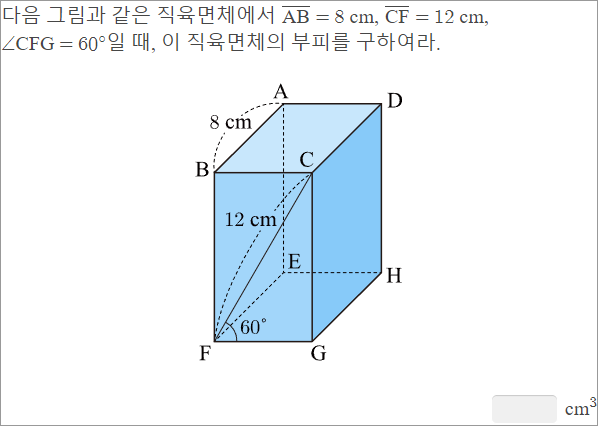 다음 그림과 같은 직육면체에서 $\overline{AB}$ = 8 cm, $\overline{CF}$ = 12 cm,
∠CFG = 60°일 때, 이 직육면체의 부피를 구하여라.
A
D
8 cm
B
C
12 cm
E
H
60°
F
G
cm³